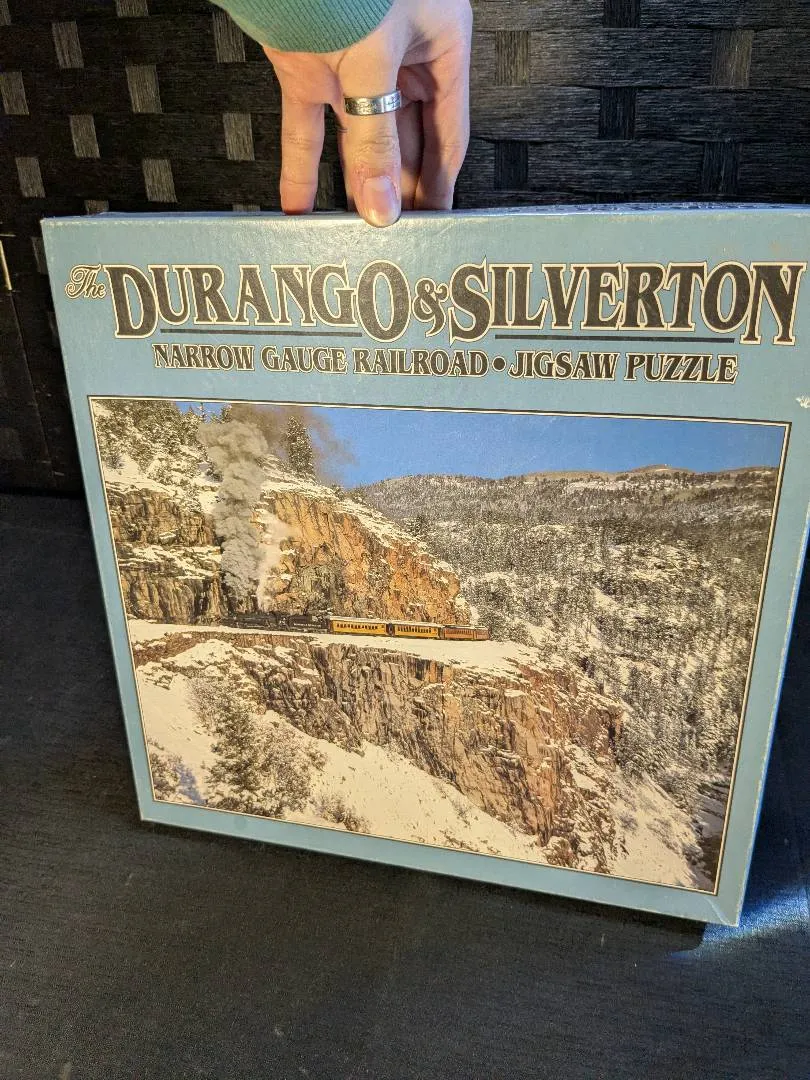 The DURANGO & SILVERTON
NARROW GAUGE RAILROAD • JIGSAW PUZZLE